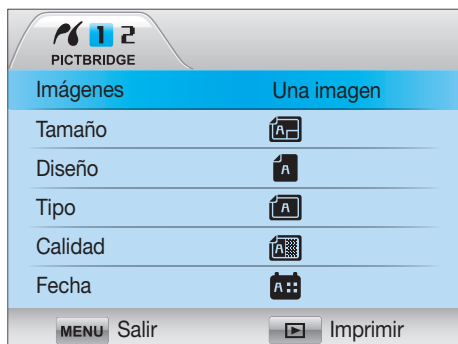 1 2
PICTBRIDGE
Imágenes Una imagen
Tamaño A
Diseño A
Tipo A
Calidad A
Fecha A
MENU Salir Imprimir